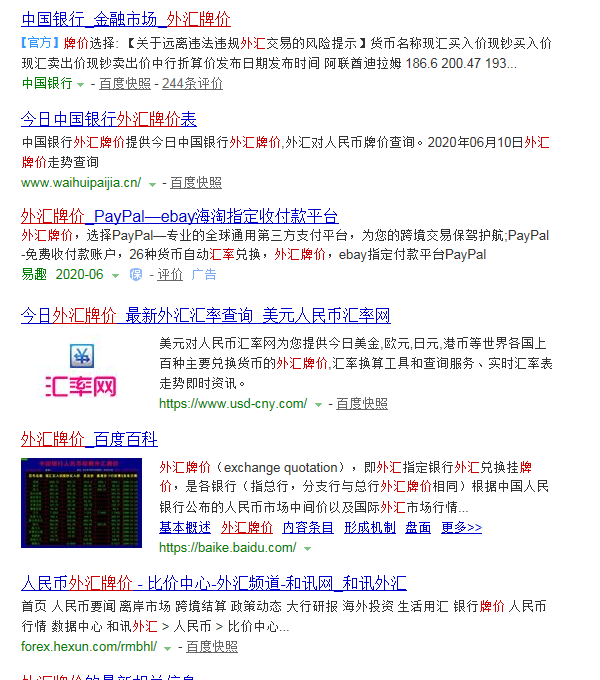 中国银行_金融市场_外汇牌价
【官方】牌价选择: 【关于远离违法违规外汇交易的风险提示】货币名称现汇买入价现钞买入价
现汇卖出价现钞卖出价中行折算价发布日期发布时间 阿联酋迪拉姆 186.6 200.47 193...
中国银行 - 百度快照 - 244条评价
今日中国银行外汇牌价表
中国银行外汇牌价提供今日中国银行外汇牌价,外汇对人民币牌价查询。2020年06月10日外汇
牌价走势查询
www.waihuipaijia.cn/ - 百度快照
外汇牌价_PayPal—ebay海淘指定收付款平台
外汇牌价，选择PayPal—专业的全球通用第三方支付平台，为您的跨境交易保驾护航;PayPal
-免费收付款账户，26种货币自动汇率兑换，外汇牌价，ebay指定付款平台PayPal
易趣 2020-06 保 - 评价 广告
今日外汇牌价_最新外汇汇率查询_美元人民币汇率网
美元对人民币汇率网为您提供今日美金,欧元,日元,港币等世界各国上
百种主要兑换货币的外汇牌价,汇率换算工具和查询服务、实时汇率表
走势即时资讯。
汇率网
https://www.usd-cny.com/ - 百度快照
外汇牌价_百度百科
外汇牌价（exchange quotation），即外汇指定银行外汇兑换挂牌
价，是各银行（指总行，分支行与总行外汇牌价相同）根据中国人民
银行公布的人民币市场中间价以及国际外汇市场行情...
基本概述 外汇牌价 内容条目 形成机制 盘面 更多>>
https://baike.baidu.com/
人民币外汇牌价 - 比价中心-外汇频道-和讯网_和讯外汇
首页 人民币要闻 离岸市场 跨境结算 政策动态 大行研报 海外投资 生活用汇 银行牌价 人民币
行情 数据中心 和讯外汇 > 人民币 > 比价中心...
forex.hexun.com/rmbhl/ - 百度快照
外汇牌价的最新相关信息